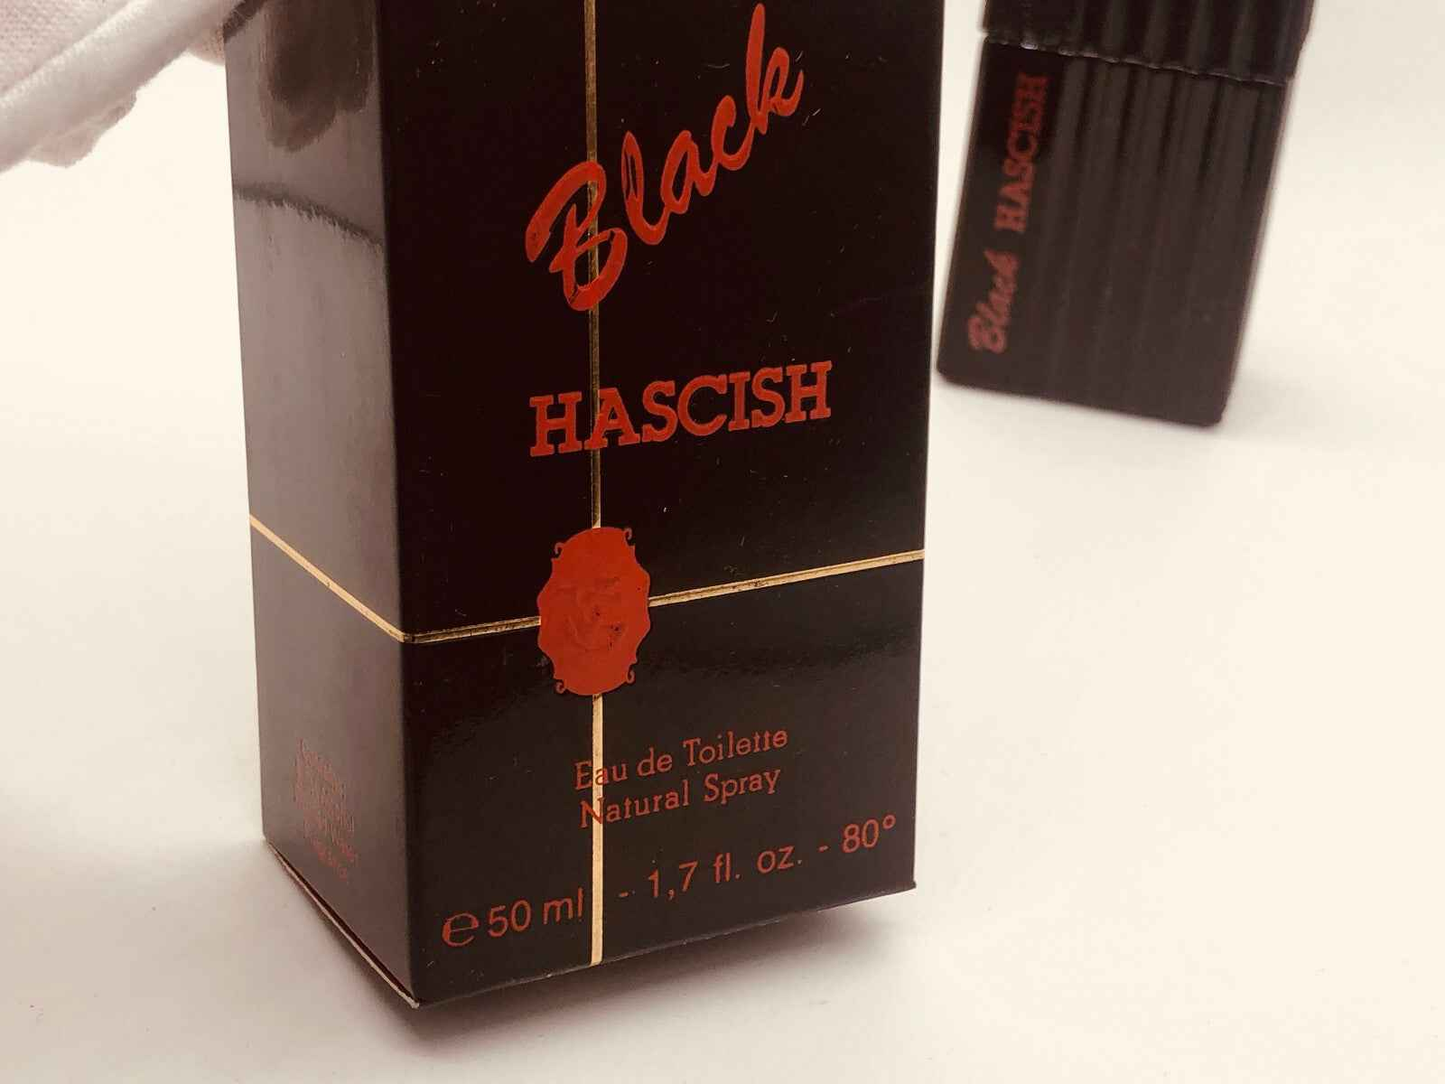 Black
HASCISH
Eau de Toilette
Natural Spray
℮ 50 ml - 1,7 fl. oz. - 80°
Black HASCISH